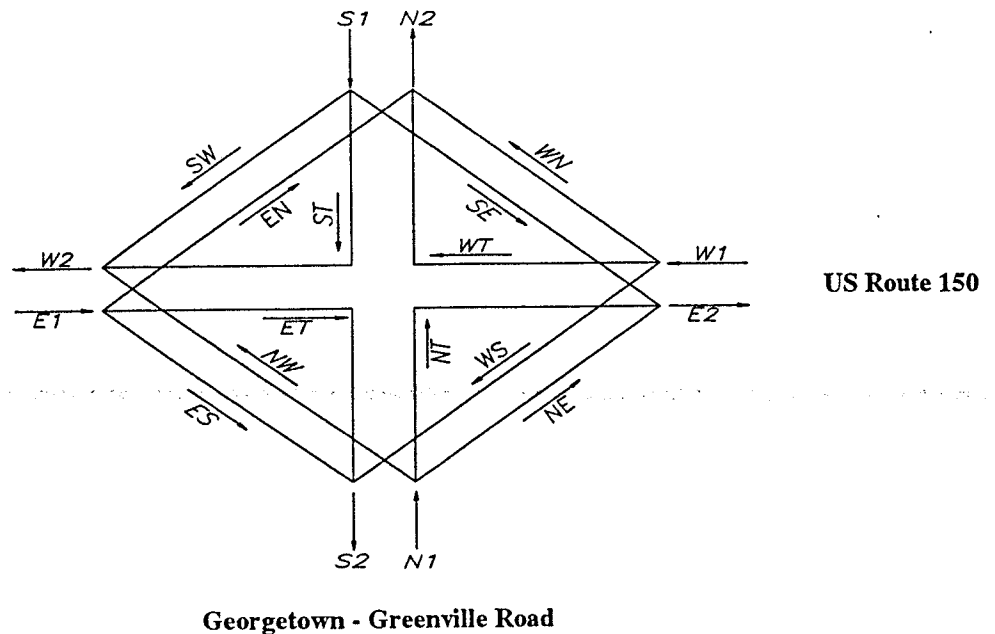 S1 N2
SW
WN
EN
ST
SE
WT
W2
W1
US Route 150
E1
ET
E2
NW
NT
WS
ES
NE
S2 N1
Georgetown - Greenville Road